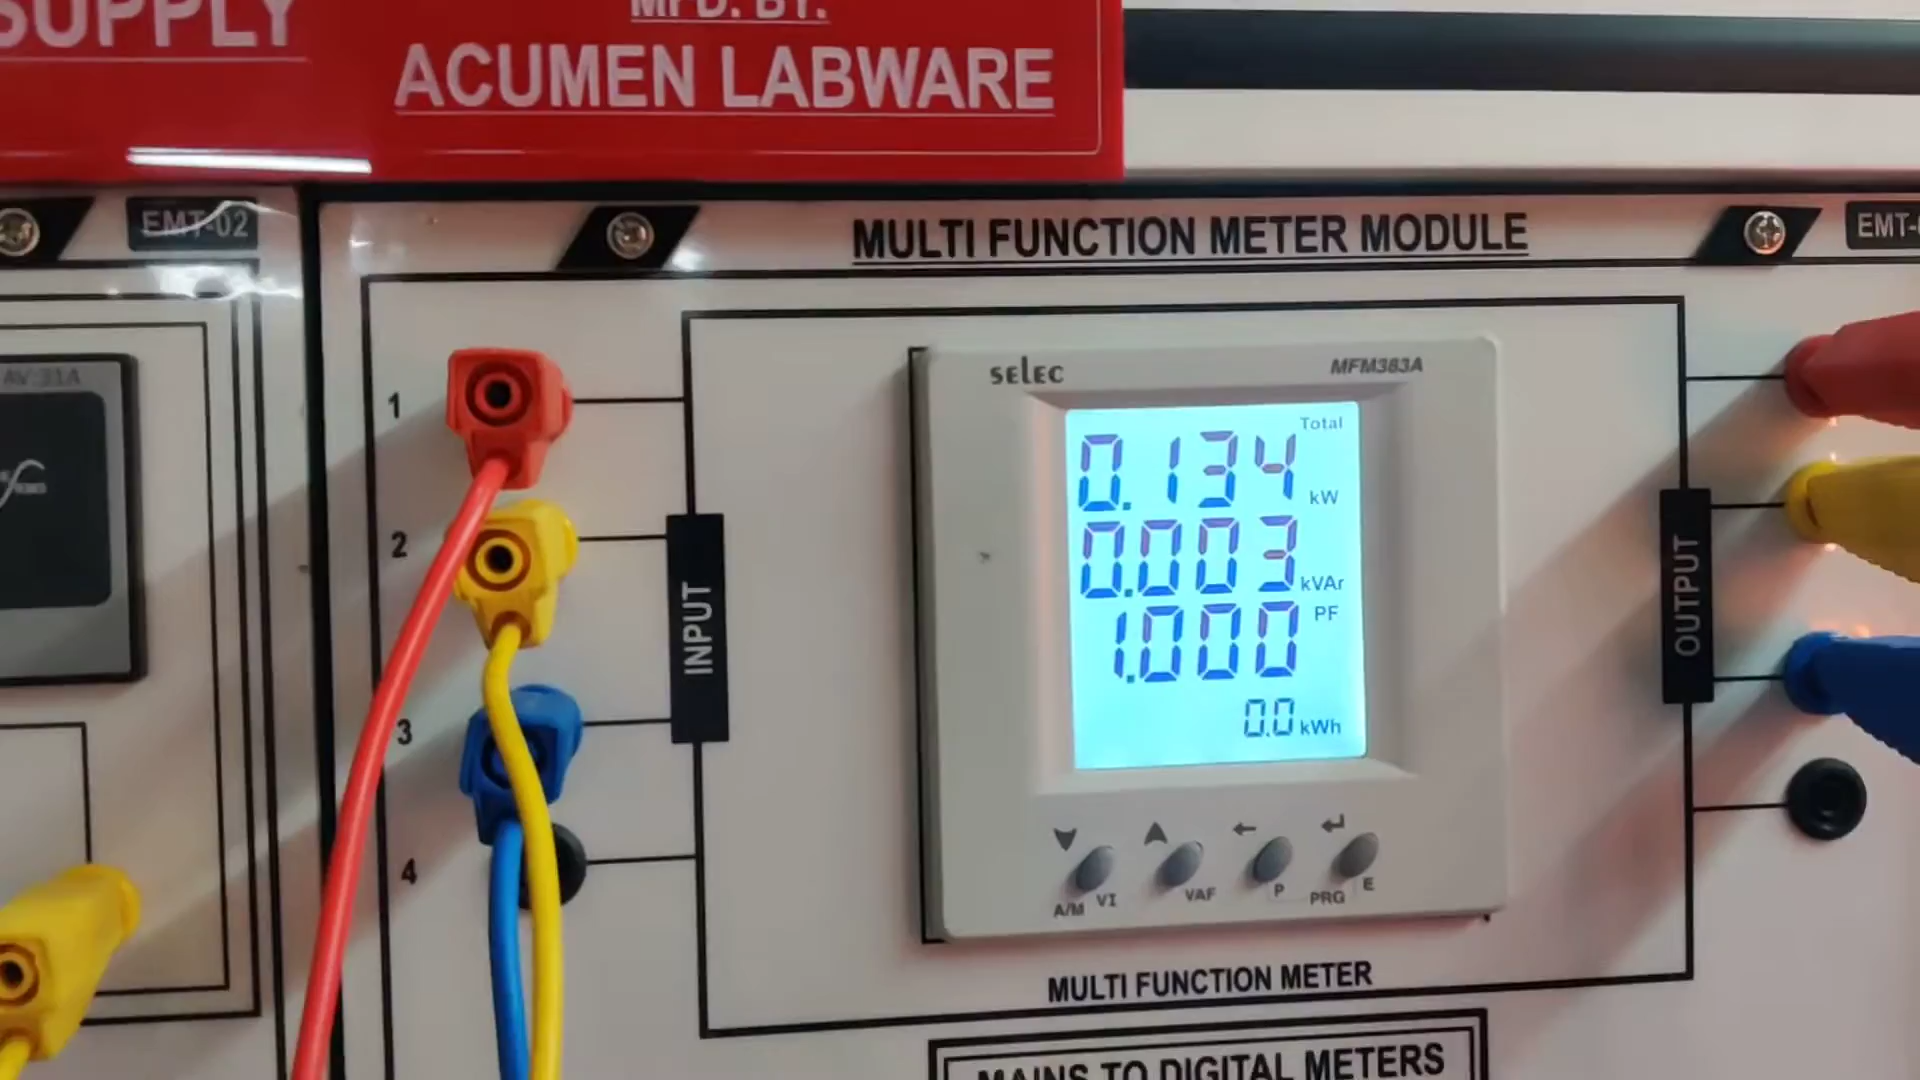 SUPPLY
MFD. BY:
ACUMEN LABWARE
EMT-02
MULTI FUNCTION METER MODULE
EMT-
AV-31A
selec
MFM383A
Total
0.134 kW
0.003 kVAr
1.000 PF
0.0 kWh
1
2
3
4
INPUT
OUTPUT
A/M VI
VAF
P
PRG
E
MULTI FUNCTION METER
MAINS TO DIGITAL METERS